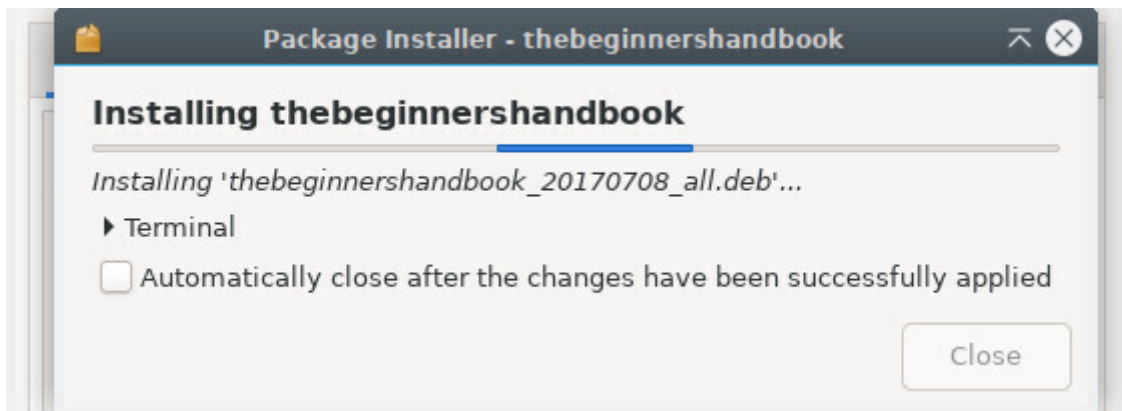 Package Installer - thebeginnershandbook
Installing thebeginnershandbook
Installing 'thebeginnershandbook_20170708_all.deb'...
Terminal
Automatically close after the changes have been successfully applied
Close